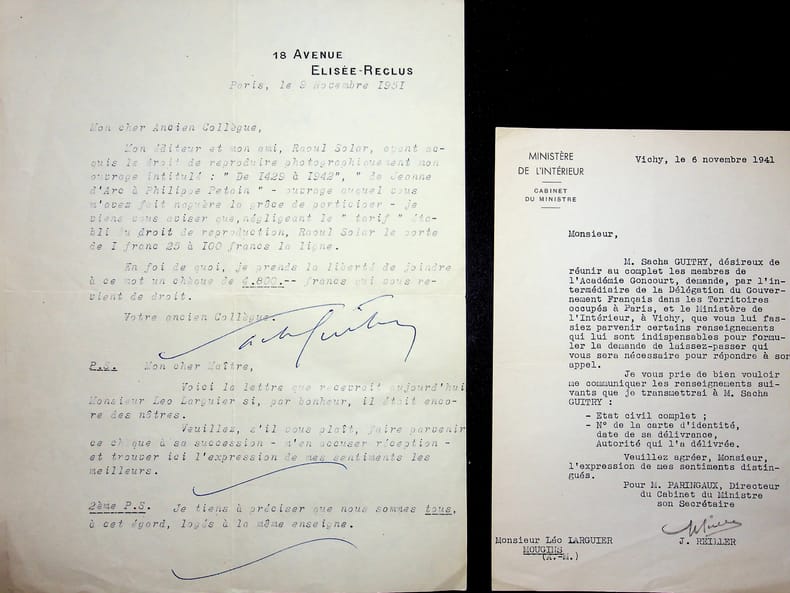 18 AVENUE
ELISÉE-RECLUS
Paris, le 9 novembre 1951
Mon cher Ancien Collègue,
Mon éditeur et mon ami, Raoul Solar, ayant ac-
quis le droit de reproduire photographiquement mon
ouvrage intitulé : " De 1429 à 1942", " de Jeanne
d'Arc à Philippe Petain " - ouvrage auquel vous
m'avez fait naguère la grâce de participer - je
viens vous aviser que, négligeant le " tarif " éta-
bli du droit de reproduction, Raoul Solar le porte
de I franc 25 à I00 francs la ligne.
En foi de quoi, je prends la liberté de joindre
à ce mot un chèque de 4.800.-- francs qui vous re-
vient de droit.
Votre ancien Collègue.
Sacha Guitry
P.S. Mon cher Maître,
Voici la lettre que recevrait aujourd'hui
Monsieur Leo Larguier si, par bonheur, il était enco-
re des nôtres.
Veuillez, s'il vous plaît, faire parvenir
ce chèque à sa succession - m'en accuser réception -
et trouver ici l'expression de mes sentiments les
meilleurs.
2ème P.S. Je tiens à préciser que nous sommes tous,
à cet égard, logés à la même enseigne.
MINISTÈRE
DE L'INTÉRIEUR
CABINET
DU MINISTRE
Vichy, le 6 novembre 1941
Monsieur,
M. Sacha GUITRY, désireux de
réunir au complet les membres de
l'Académie Goncourt, demande, par l'in-
termédiaire de la Délégation du Gouver-
nement Français dans les Territoires
occupés à Paris, et le Ministère de
l'Intérieur, à Vichy, que vous lui fas-
siez parvenir certains renseignements
qui lui sont indispensables pour formu-
ler la demande de laissez-passer qui
vous sera nécessaire pour répondre à son
appel.
Je vous prie de bien vouloir
me communiquer les renseignements sui-
vants que je transmettrai à M. Sacha
GUITRY :
- Etat civil complet ;
- N° de la carte d'identité,
date de sa délivrance,
Autorité qui l'a délivrée.
Veuillez agréer, Monsieur,
l'expression de mes sentiments distin-
gués.
Pour M. PARINGAUX, Directeur
du Cabinet du Ministre
son Secrétaire
J. REILLER
Monsieur Léo LARGUIER
MOUGINS
(A.-M.)